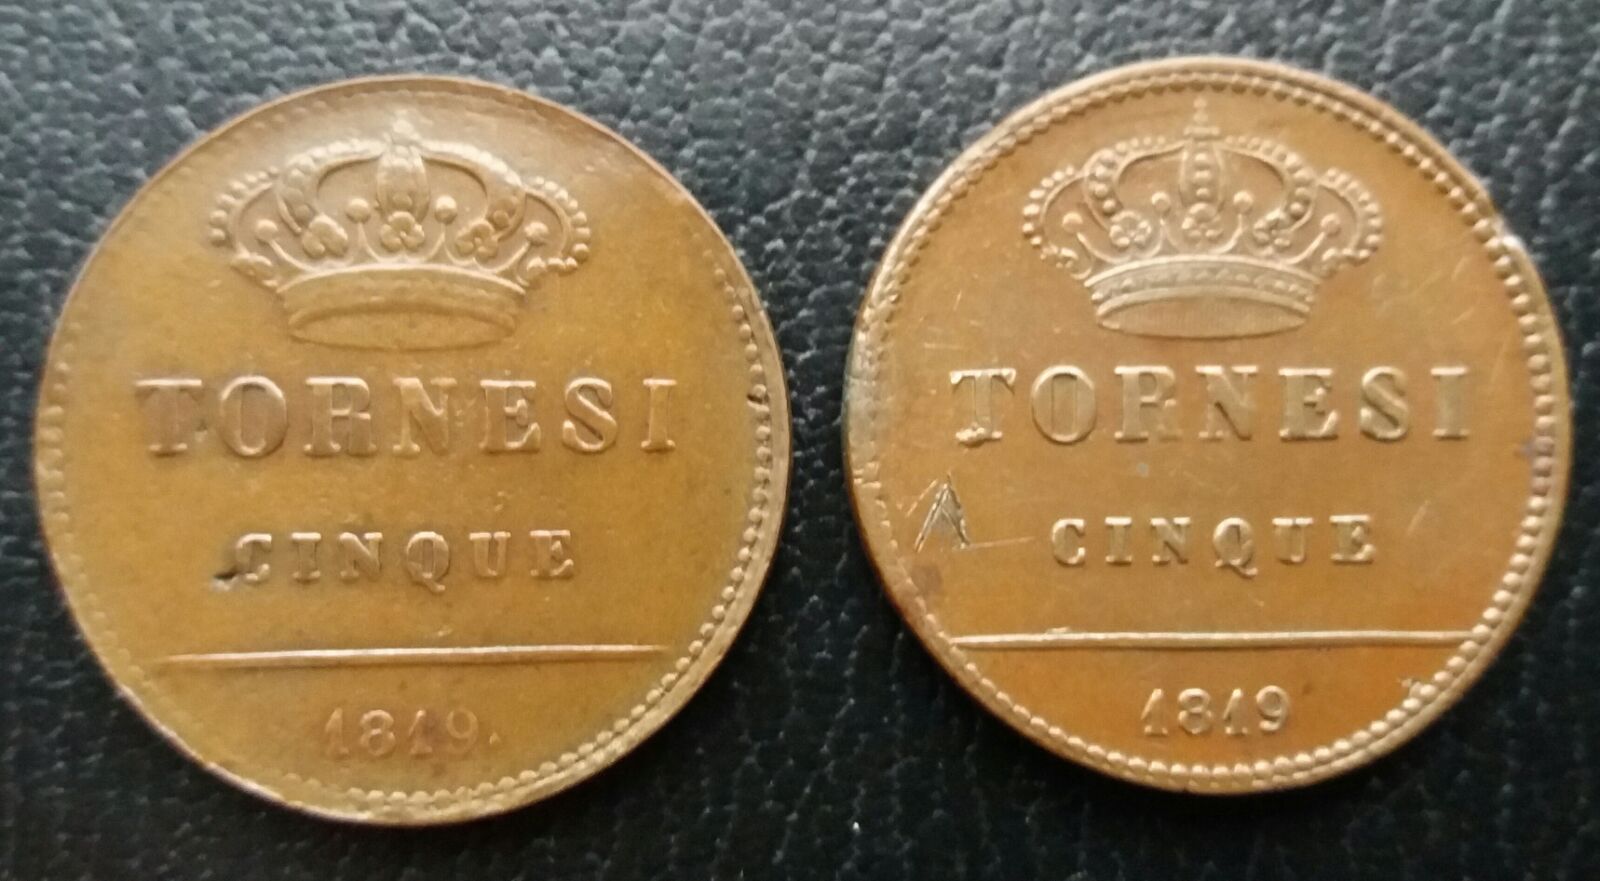 TORNESI
CINQUE
1819.
TORNESI
CINQUE
1819